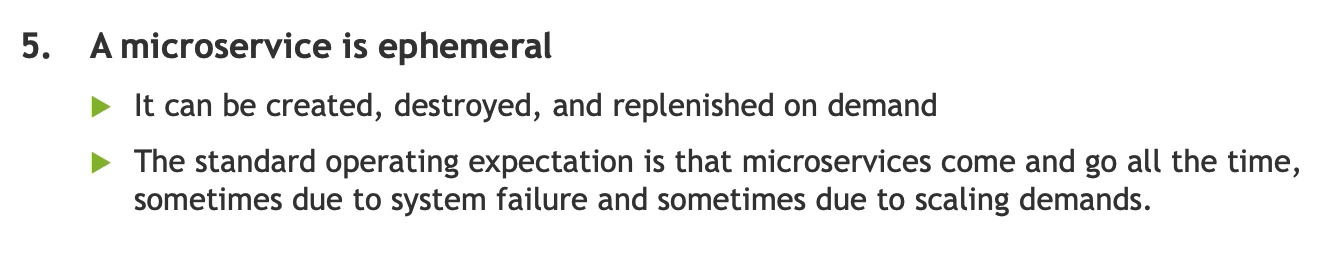 5. A microservice is ephemeral
It can be created, destroyed, and replenished on demand
The standard operating expectation is that microservices come and go all the time,
sometimes due to system failure and sometimes due to scaling demands.